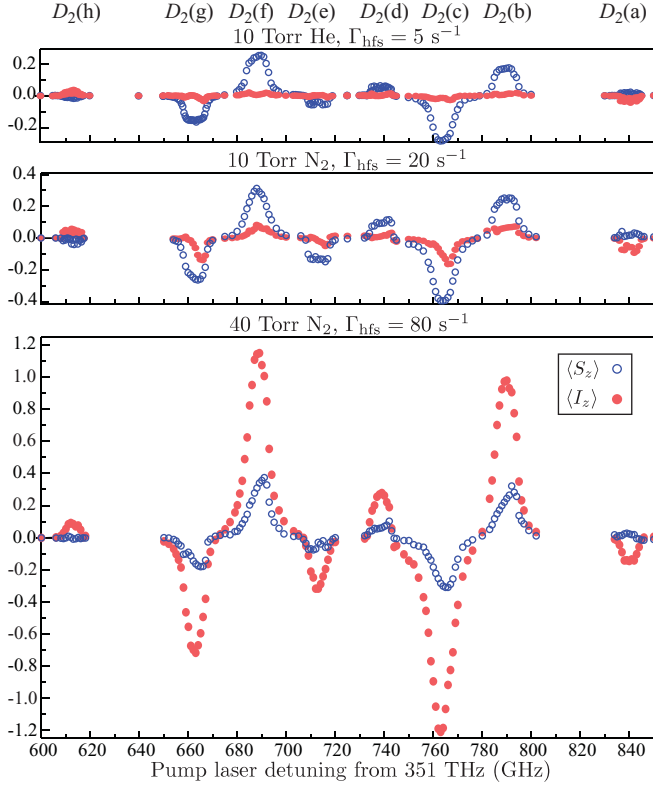 D₂(h) D₂(g) D₂(f) D₂(e) D₂(d) D₂(c) D₂(b) D₂(a)
10 Torr He, Γhfs = 5 s⁻¹
0.2
0.0
-0.2
10 Torr N₂, Γhfs = 20 s⁻¹
0.4
0.2
0.0
-0.2
-0.4
40 Torr N₂, Γhfs = 80 s⁻¹
1.2
1.0
0.8
0.6
0.4
0.2
0.0
-0.2
-0.4
-0.6
-0.8
-1.0
-1.2
⟨Sz⟩
⟨Iz⟩
600 620 640 660 680 700 720 740 760 780 800 820 840
Pump laser detuning from 351 THz (GHz)